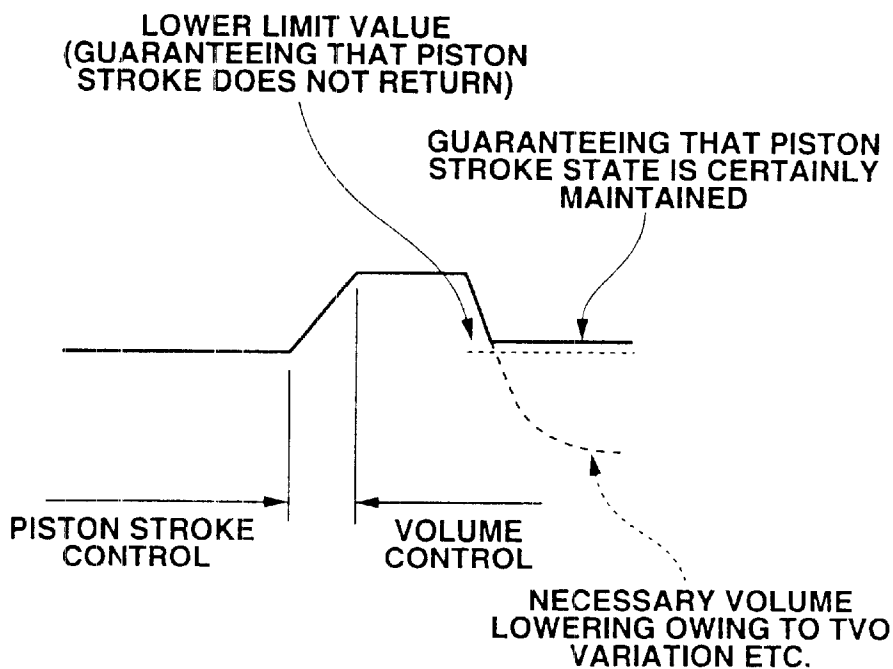 LOWER LIMIT VALUE
(GUARANTEEING THAT PISTON
STROKE DOES NOT RETURN)
GUARANTEEING THAT PISTON
STROKE STATE IS CERTAINLY
MAINTAINED
PISTON STROKE
CONTROL
VOLUME
CONTROL
NECESSARY VOLUME
LOWERING OWING TO TVO
VARIATION ETC.